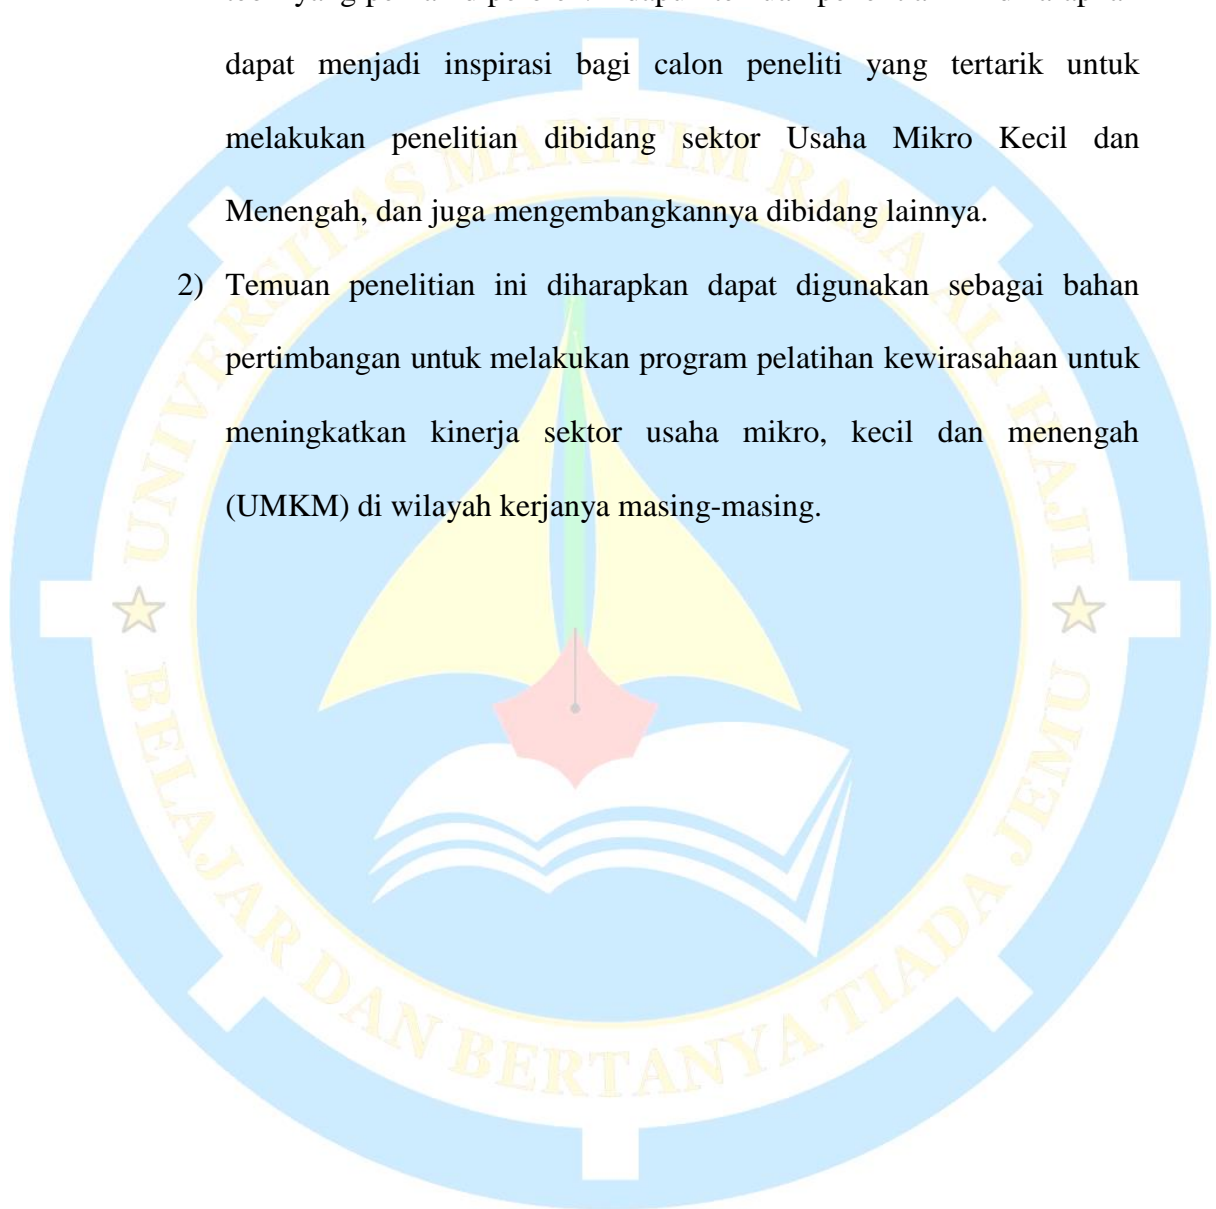 dapat menjadi inspirasi bagi calon peneliti yang tertarik untuk
melakukan penelitian dibidang sektor Usaha Mikro Kecil dan
Menengah, dan juga mengembangkannya dibidang lainnya.
2) Temuan penelitian ini diharapkan dapat digunakan sebagai bahan
pertimbangan untuk melakukan program pelatihan kewirasahaan untuk
meningkatkan kinerja sektor usaha mikro, kecil dan menengah
(UMKM) di wilayah kerjanya masing-masing.
UNIVERSITAS MARITIM RAJA ALI HAJI
BELAJAR DAN BERTANYA TIADA JEMU